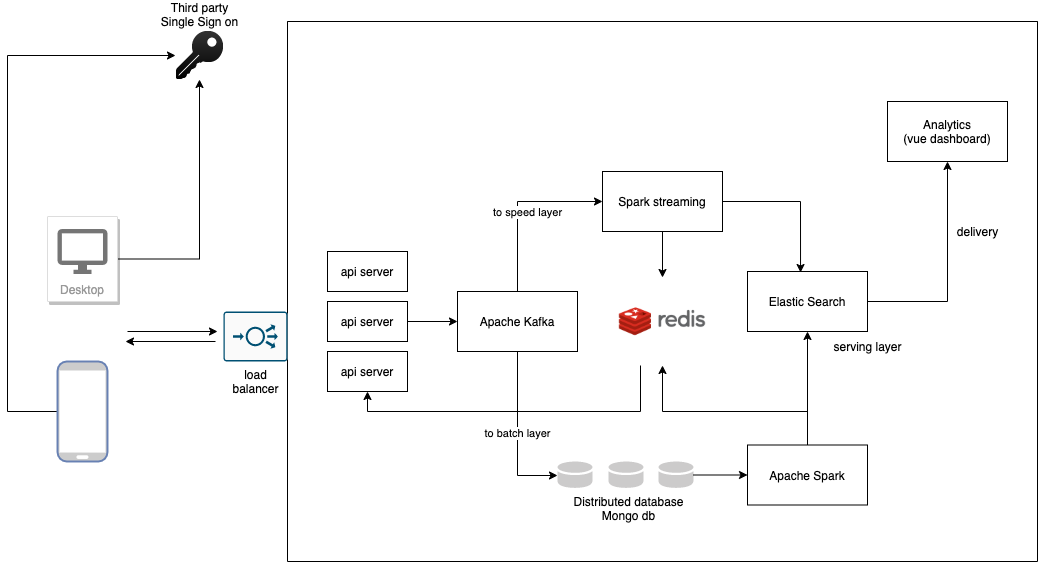 Third party
Single Sign on
Analytics
(vue dashboard)
Spark streaming
to speed layer
delivery
api server
Desktop
Elastic Search
api server
Apache Kafka
redis
serving layer
api server
load
balancer
to batch layer
Apache Spark
Distributed database
Mongo db